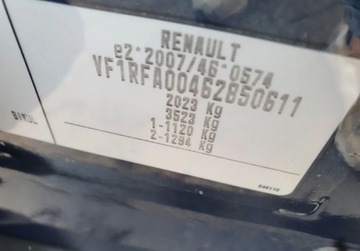 RENAULT
e2*2007/46*0574
VF1RFA00462850611
2023 Kg
3523 Kg
1-1120 Kg
2-1294 Kg